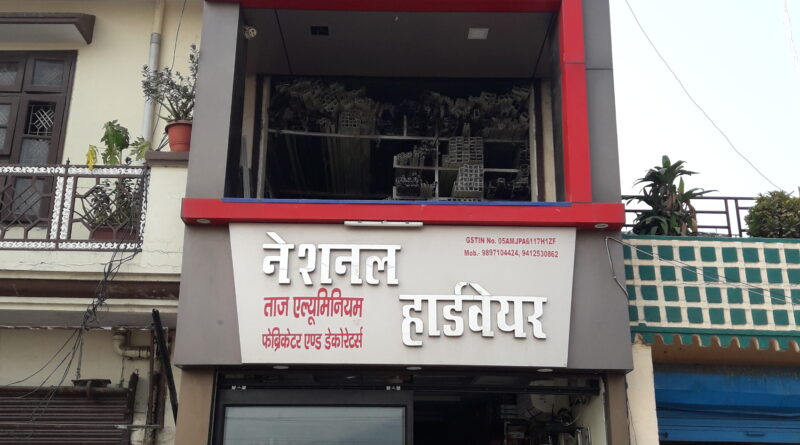 नेशनल
GSTIN No. 05AMJPA6117H1ZF
Mob.- 9897104424, 9412530862
ताज एल्यूमिनियम
हार्डवेयर
फेब्रिकेटर एण्ड डेकोरेटर्स